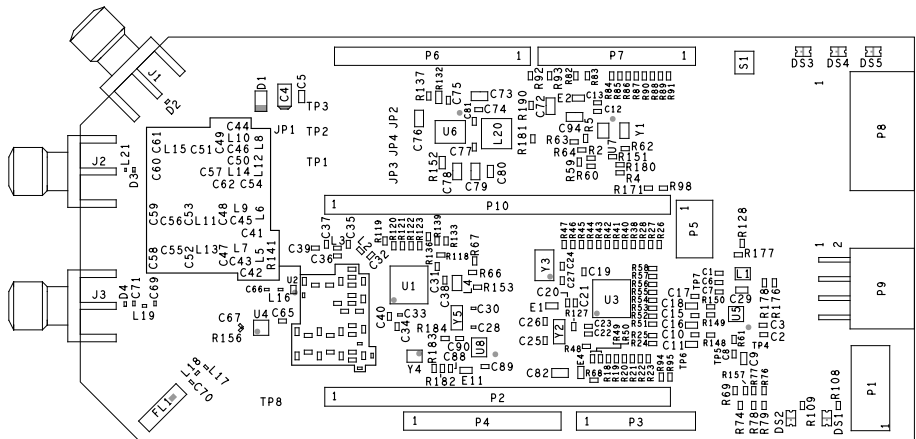 P6 1
P7 1
J1
D2
D1
C4
C5
TP3
JP1
TP2
TP1
JP2
JP4
JP3
R137
R132
C75
C73
C74
C81
C76
U6
L20
C77
R152
C78
C79
C80
R92
R93
R82
R83
R84
R85
R86
R87
R90
R88
R89
R91
R190
C72
E2
C13
C12
C94
R5
Y1
R181
R63
R64
R2
U7
R62
R151
R180
R4
R59
R60
R171
R98
S1
DS3
DS4
DS5
1
P8
C61
C60
L15
C51
C49
C44
L10
C46
L8
C50
C57
L14
L12
C62
C54
J2
L21
D3
C59
C56
C53
L11
C48
L9
C45
L6
C41
C58
C55
C52
L13
C47
L7
C43
L5
C42
R141
P10
C39
C37
L3
C36
C35
L2
C32
R119
R120
R121
R122
R123
R136
R139
R133
R118
R67
C31
C38
R66
R153
U1
C40
C33
C34
Y5
C30
C28
R184
R183
C90
C88
U8
Y4
R182
E11
C89
J3
D4
C71
C69
L19
C66
L16
U2
C67
R156
U4
C65
L18
L17
C70
FL1
TP8
R47
R46
R45
R44
R43
R42
R41
R40
R38
R28
R27
R26
Y3
C27
C24
C19
C20
C21
U3
E1
R127
C26
C25
Y2
C23
C22
R48
R49
R50
C82
E4
R68
R18
R19
R20
R21
R22
R23
R94
R95
R58
R57
R56
R55
R54
R53
R52
R51
R25
R24
C17
C18
C15
C16
C10
C11
TP6
P5
R128
R177
TP7
C1
C6
C7
L1
C29
R150
R149
R148
U5
R61
TP4
TP5
C8
C9
R178
R176
C3
C2
R157
R69
R77
R76
R74
R78
R79
DS2
R109
DS1
R108
1 2
P9
P1
1
P2 1
P4 1
P3 1